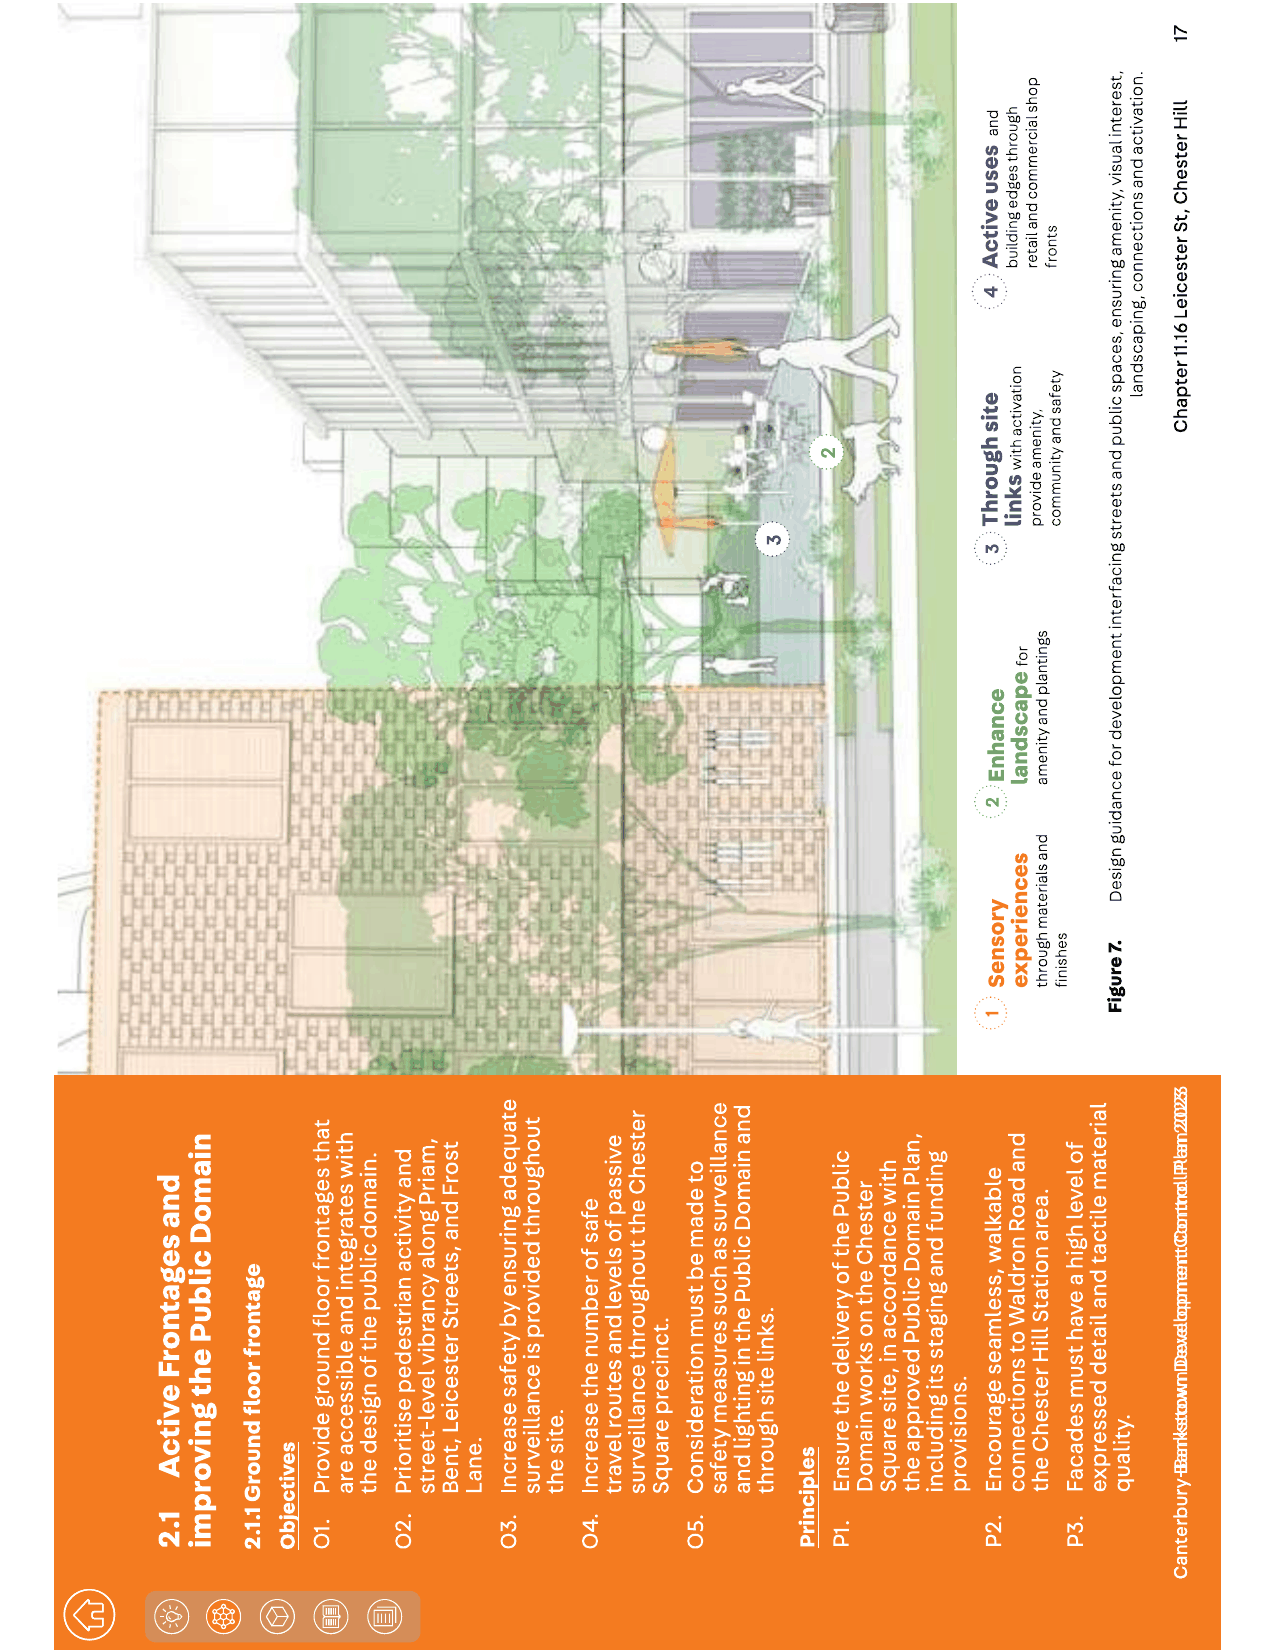 2.1 Active Frontages and
improving the Public Domain
2.1.1 Ground floor frontage
Objectives
O1. Provide ground floor frontages that
are accessible and integrates with
the design of the public domain.
O2. Prioritise pedestrian activity and
street-level vibrancy along Priam,
Bent, Leicester Streets, and Frost
Lane.
O3. Increase safety by ensuring adequate
surveillance is provided throughout
the site.
O4. Increase the number of safe
travel routes and levels of passive
surveillance throughout the Chester
Square precinct.
O5. Consideration must be made to
safety measures such as surveillance
and lighting in the Public Domain and
through site links.
Principles
P1. Ensure the delivery of the Public
Domain works on the Chester
Square site, in accordance with
the approved Public Domain Plan,
including its staging and funding
provisions.
P2. Encourage seamless, walkable
connections to Waldron Road and
the Chester Hill Station area.
P3. Facades must have a high level of
expressed detail and tactile material
quality.
3
2
1 Sensory
experiences
through materials and
finishes
2 Enhance
landscape for
amenity and plantings
3 Through site
links with activation
provide amenity,
community and safety
4 Active uses and
building edges through
retail and commercial shop
fronts
Figure 7. Design guidance for development interfacing streets and public spaces, ensuring amenity, visual interest,
landscaping, connections and activation.
Canterbury-Bankstown Development Control Plan 2023
Chapter 11.16 Leicester St, Chester Hill 17